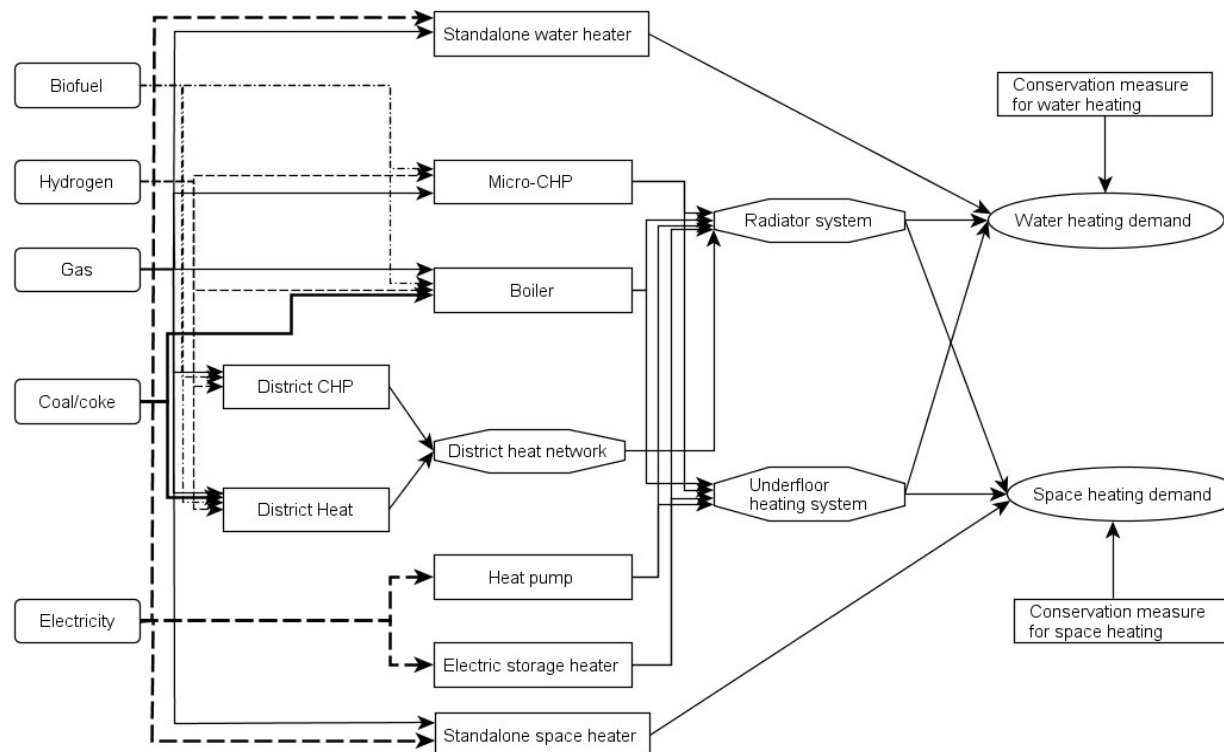 Standalone water heater
Biofuel
Conservation measure
for water heating
Hydrogen
Micro-CHP
Radiator system
Water heating demand
Gas
Boiler
Coal/coke
District CHP
District heat network
Underfloor
heating system
Space heating demand
District Heat
Heat pump
Electricity
Conservation measure
for space heating
Electric storage heater
Standalone space heater